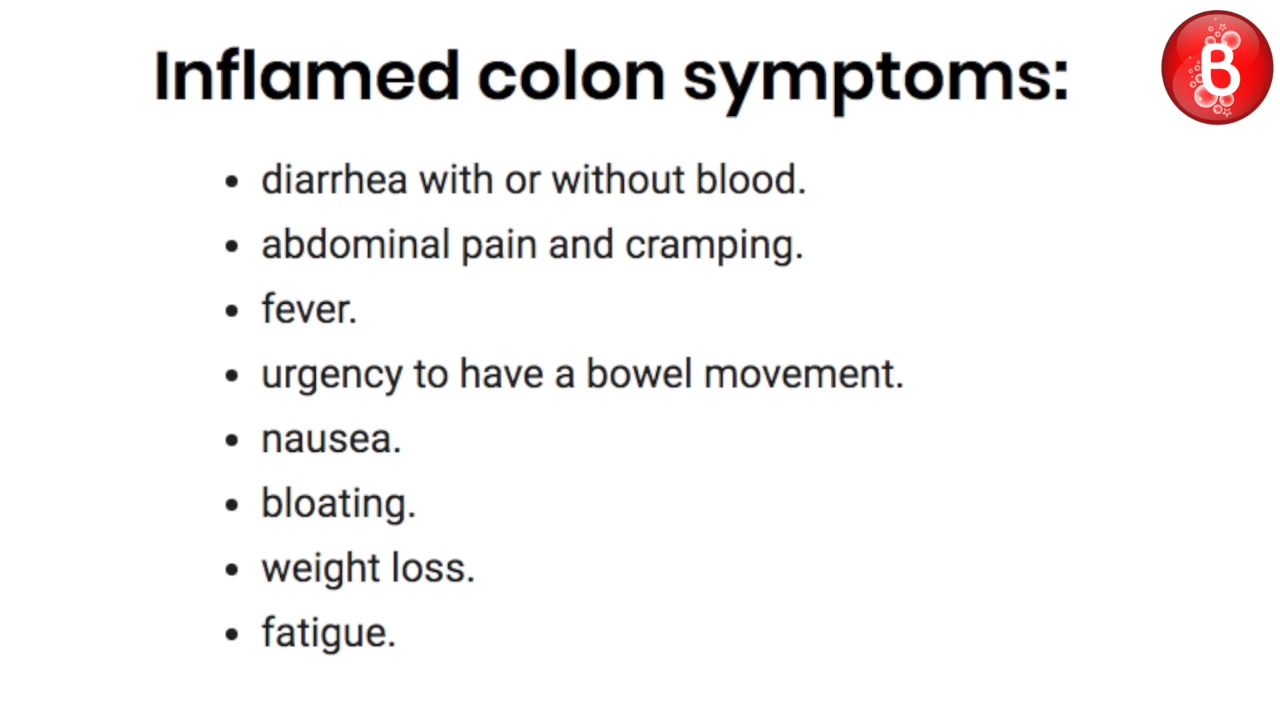 Inflamed colon symptoms:
B
• diarrhea with or without blood.
• abdominal pain and cramping.
• fever.
• urgency to have a bowel movement.
• nausea.
• bloating.
• weight loss.
• fatigue.